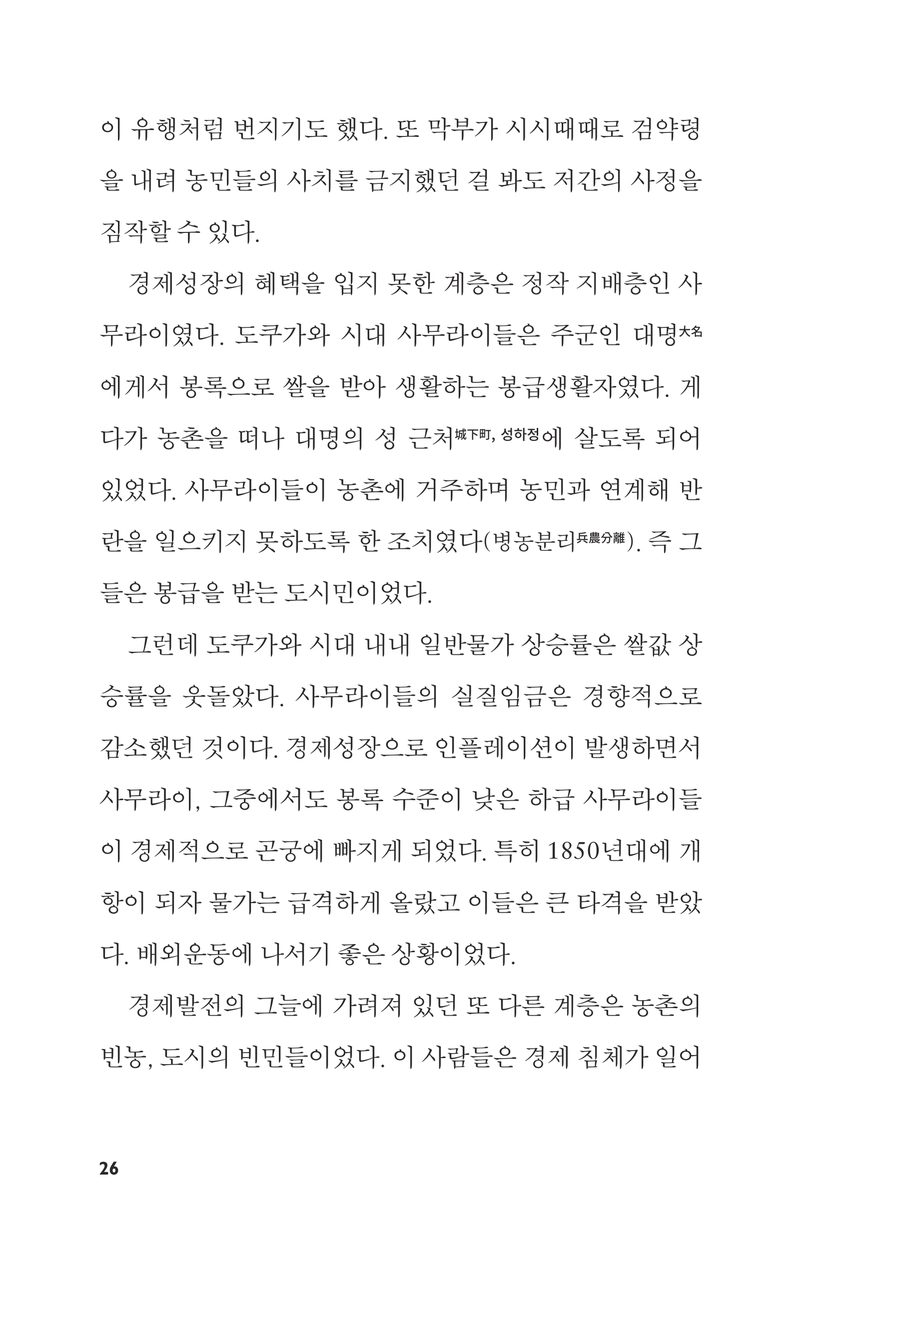 이 유행처럼 번지기도 했다. 또 막부가 시시때때로 검약령
을 내려 농민들의 사치를 금지했던 걸 봐도 저간의 사정을
짐작할 수 있다.
경제성장의 혜택을 입지 못한 계층은 정작 지배층인 사
무라이였다. 도쿠가와 시대 사무라이들은 주군인 대명大名
에게서 봉록으로 쌀을 받아 생활하는 봉급생활자였다. 게
다가 농촌을 떠나 대명의 성 근처城下町, 성하정에 살도록 되어
있었다. 사무라이들이 농촌에 거주하며 농민과 연계해 반
란을 일으키지 못하도록 한 조치였다(병농분리兵農分離). 즉 그
들은 봉급을 받는 도시민이었다.
그런데 도쿠가와 시대 내내 일반물가 상승률은 쌀값 상
승률을 웃돌았다. 사무라이들의 실질임금은 경향적으로
감소했던 것이다. 경제성장으로 인플레이션이 발생하면서
사무라이, 그중에서도 봉록 수준이 낮은 하급 사무라이들
이 경제적으로 곤궁에 빠지게 되었다. 특히 1850년대에 개
항이 되자 물가는 급격하게 올랐고 이들은 큰 타격을 받았
다. 배외운동에 나서기 좋은 상황이었다.
경제발전의 그늘에 가려져 있던 또 다른 계층은 농촌의
빈농, 도시의 빈민들이었다. 이 사람들은 경제 침체가 일어
26